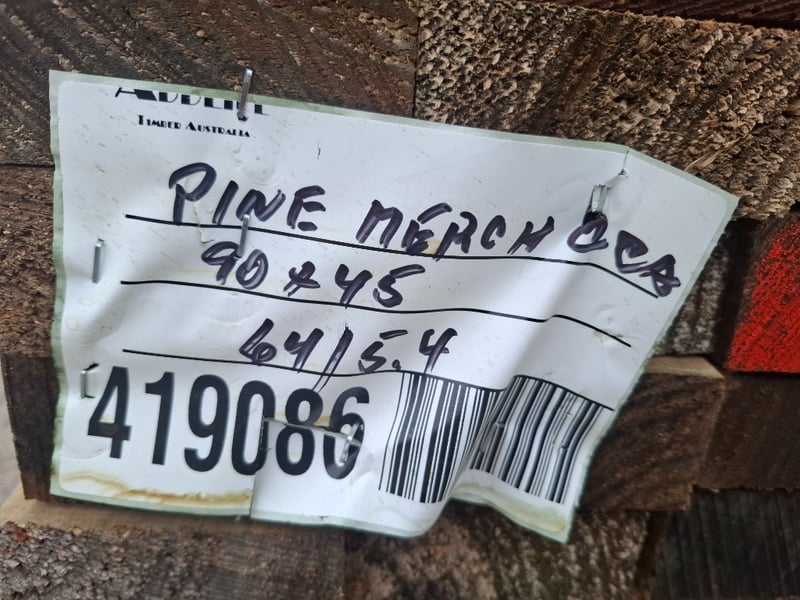 TIMBER AUSTRALIA
PINE MERCH CCA
90 x 45
64/5.4
419086